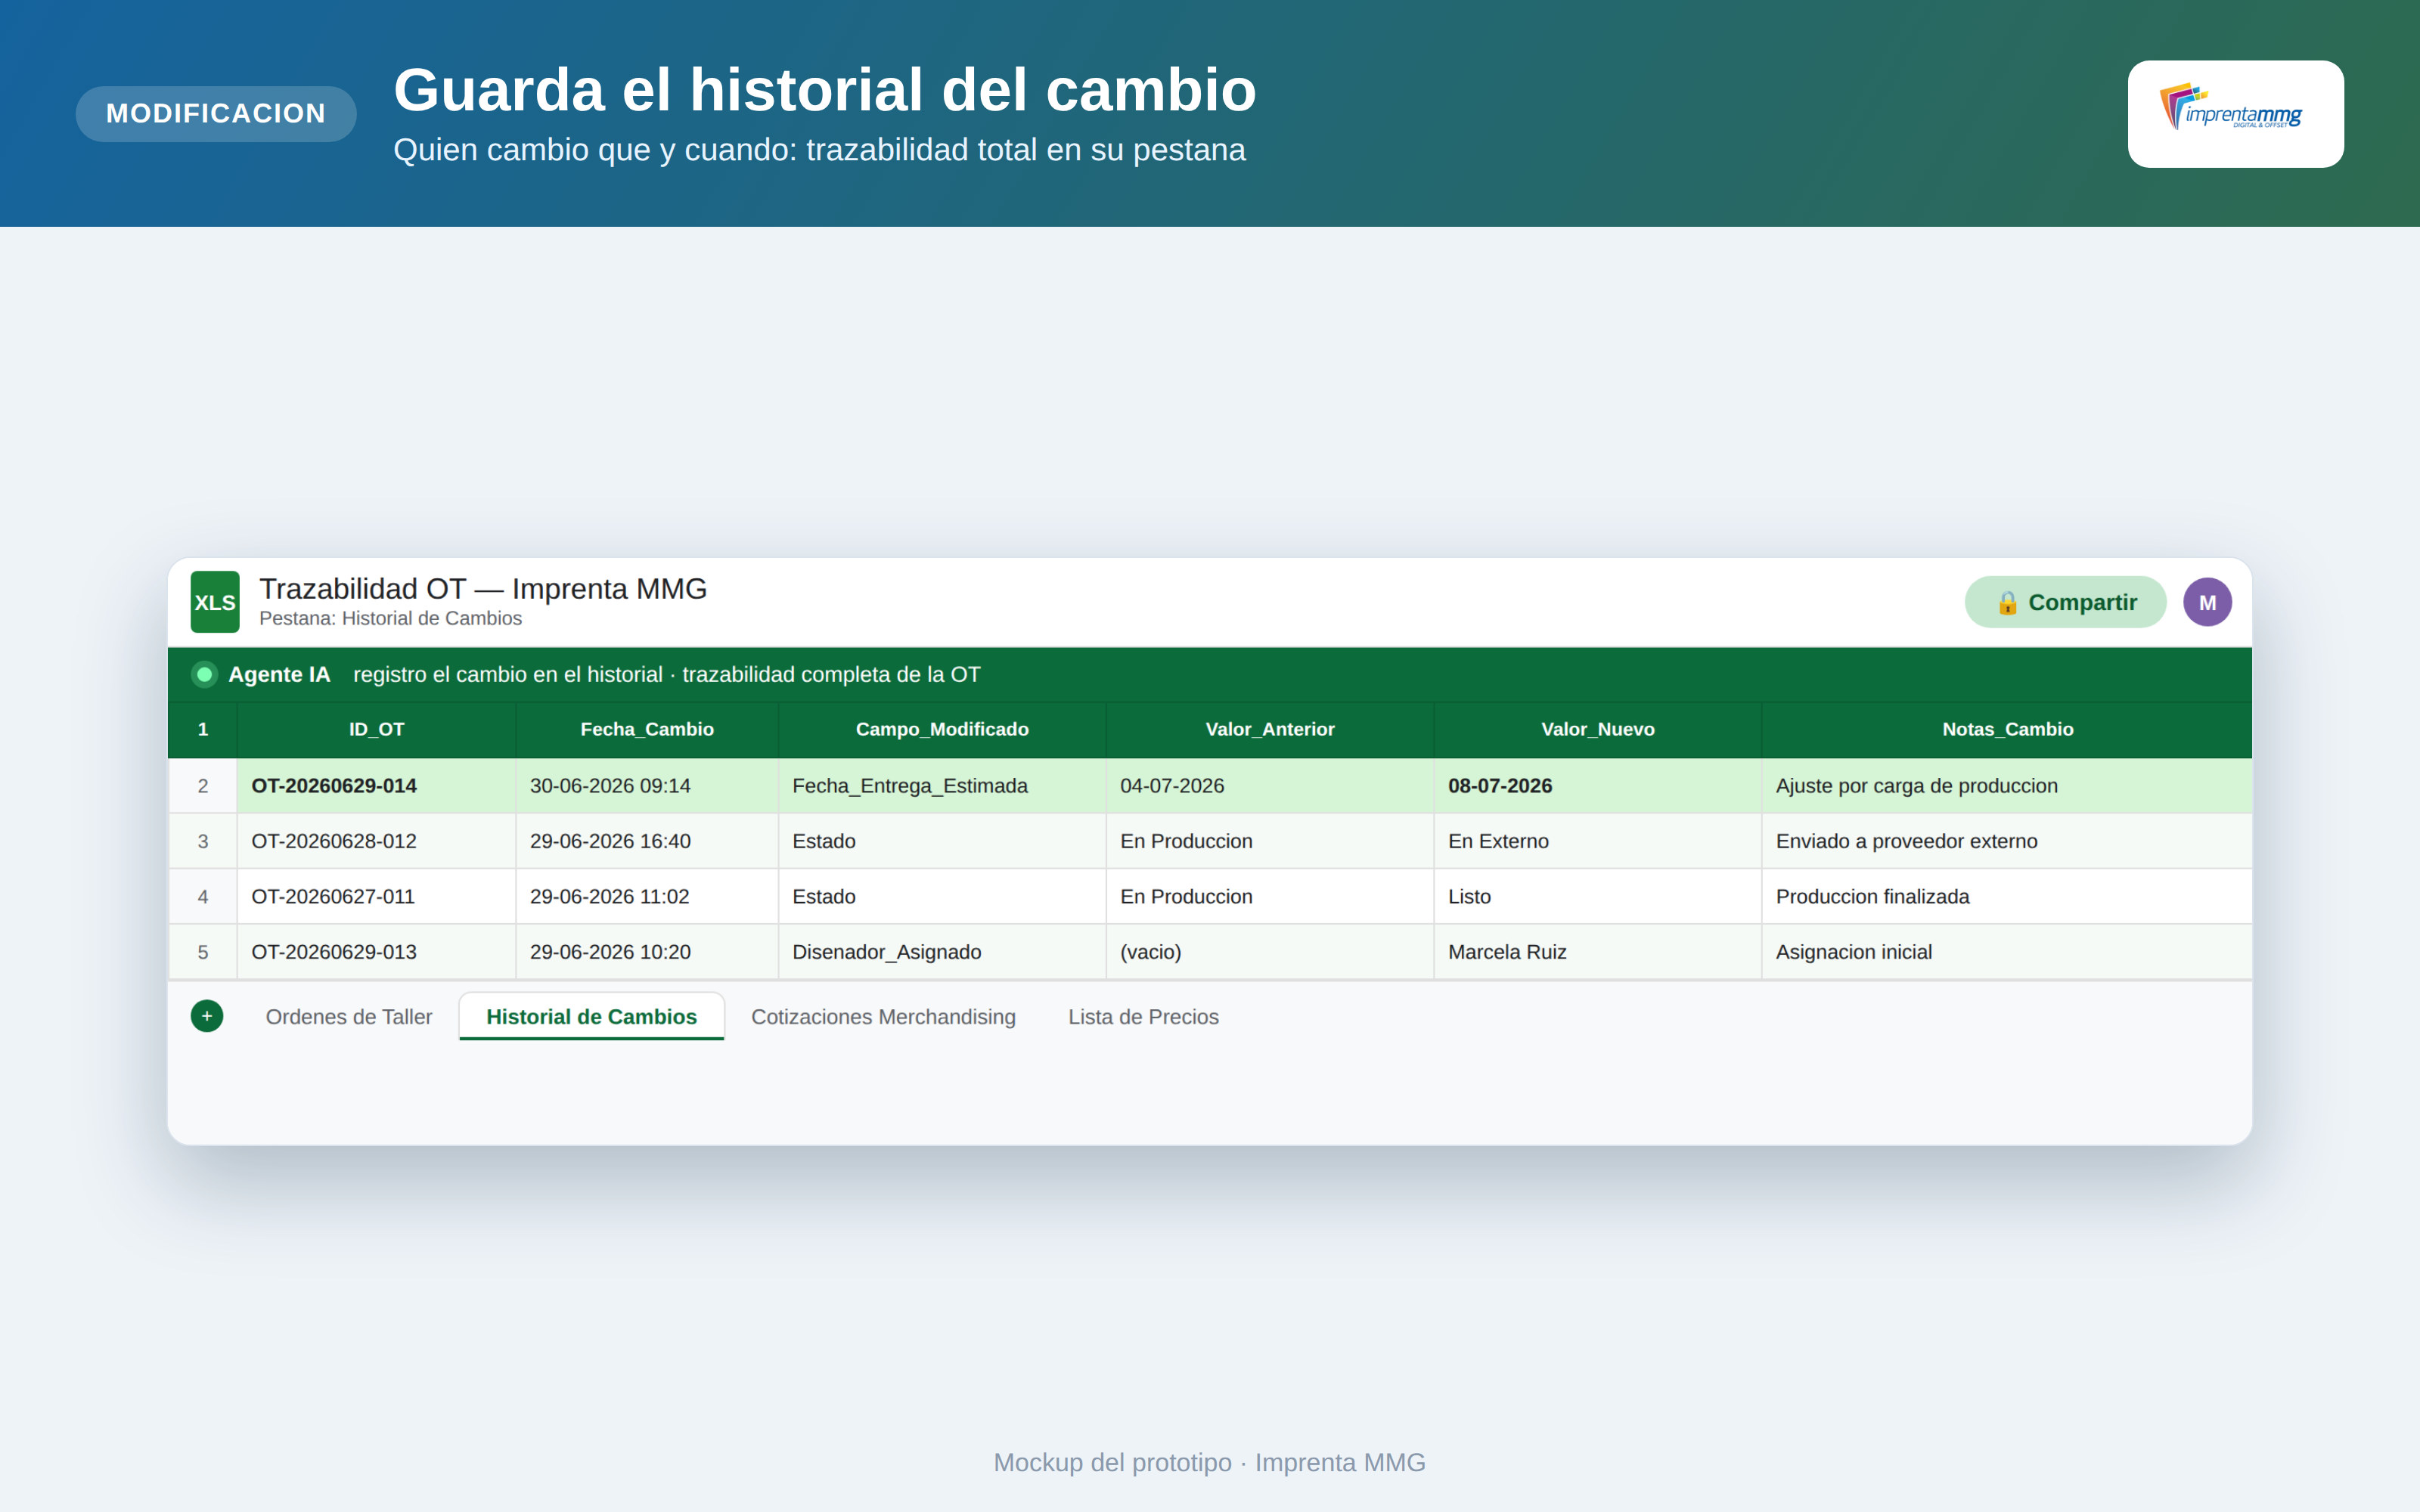 MODIFICACION
Guarda el historial del cambio
Quien cambio que y cuando: trazabilidad total en su pestana
imprentammg
DIGITAL & OFFSET
XLS
Trazabilidad OT — Imprenta MMG
Pestana: Historial de Cambios
🔒 Compartir
M
Agente IA registro el cambio en el historial · trazabilidad completa de la OT
1 ID_OT Fecha_Cambio Campo_Modificado Valor_Anterior Valor_Nuevo Notas_Cambio
2 OT-20260629-014 30-06-2026 09:14 Fecha_Entrega_Estimada 04-07-2026 08-07-2026 Ajuste por carga de produccion
3 OT-20260628-012 29-06-2026 16:40 Estado En Produccion En Externo Enviado a proveedor externo
4 OT-20260627-011 29-06-2026 11:02 Estado En Produccion Listo Produccion finalizada
5 OT-20260629-013 29-06-2026 10:20 Disenador_Asignado (vacio) Marcela Ruiz Asignacion inicial
+ Ordenes de Taller Historial de Cambios Cotizaciones Merchandising Lista de Precios
Mockup del prototipo · Imprenta MMG